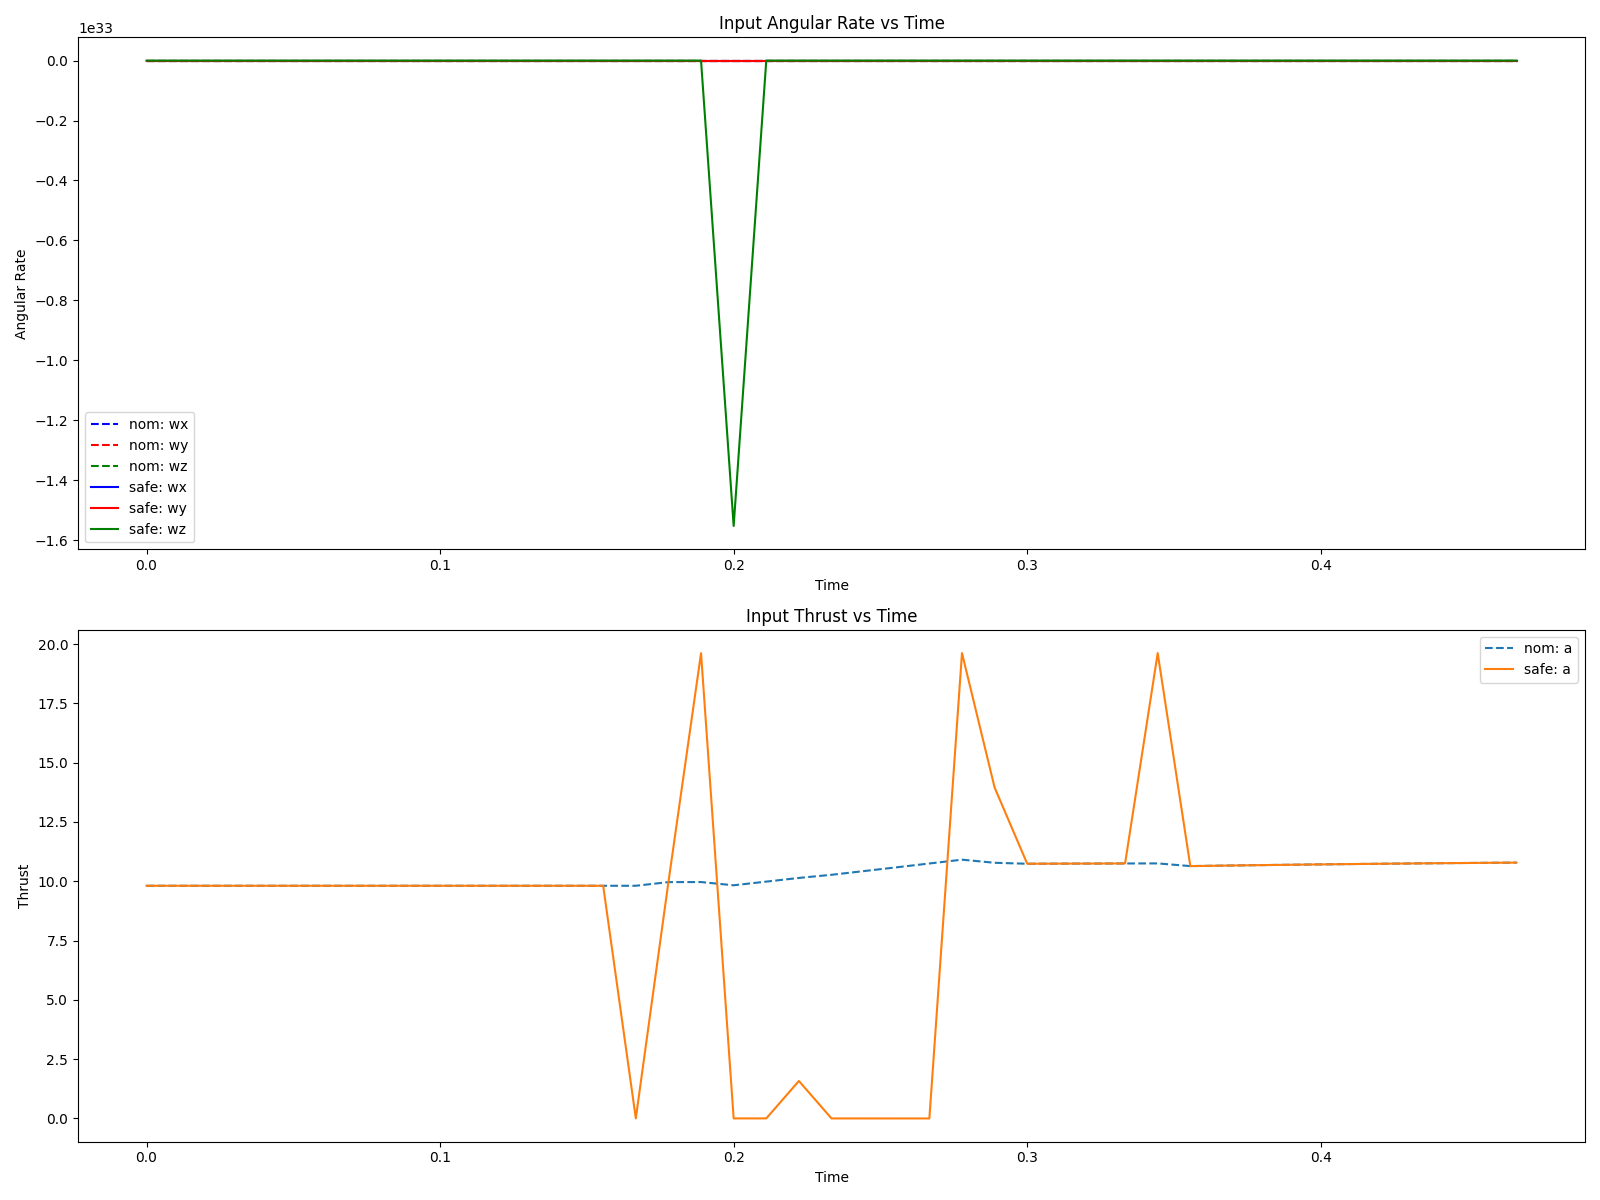 Input Angular Rate vs Time
1e33
0.0
−0.2
−0.4
−0.6
−0.8
−1.0
−1.2
−1.4
−1.6
Angular Rate
nom: wx
nom: wy
nom: wz
safe: wx
safe: wy
safe: wz
0.0 0.1 0.2 0.3 0.4
Time
Input Thrust vs Time
20.0
17.5
15.0
12.5
10.0
7.5
5.0
2.5
0.0
Thrust
nom: a
safe: a
0.0 0.1 0.2 0.3 0.4
Time